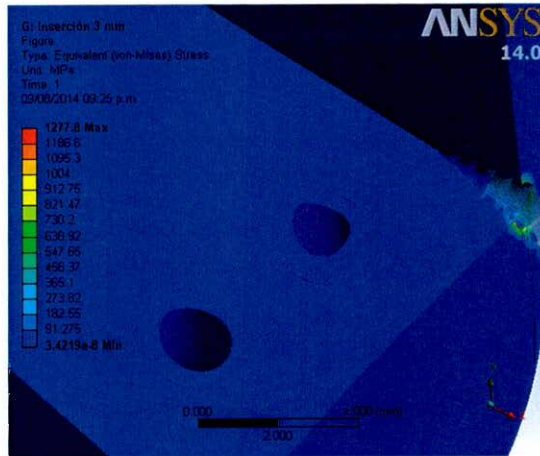 G: Inserción 3 mm
Figure
Type: Equivalent (von-Mises) Stress
Unit: MPa
Time: 1
09/06/2014 09:25 p.m.
ANSYS
14.0
1277.8 Max
1186.6
1095.3
1004
912.75
821.47
730.2
638.92
547.65
456.37
365.1
273.82
182.55
91.275
3.4219e-8 Min
0.000
2.000